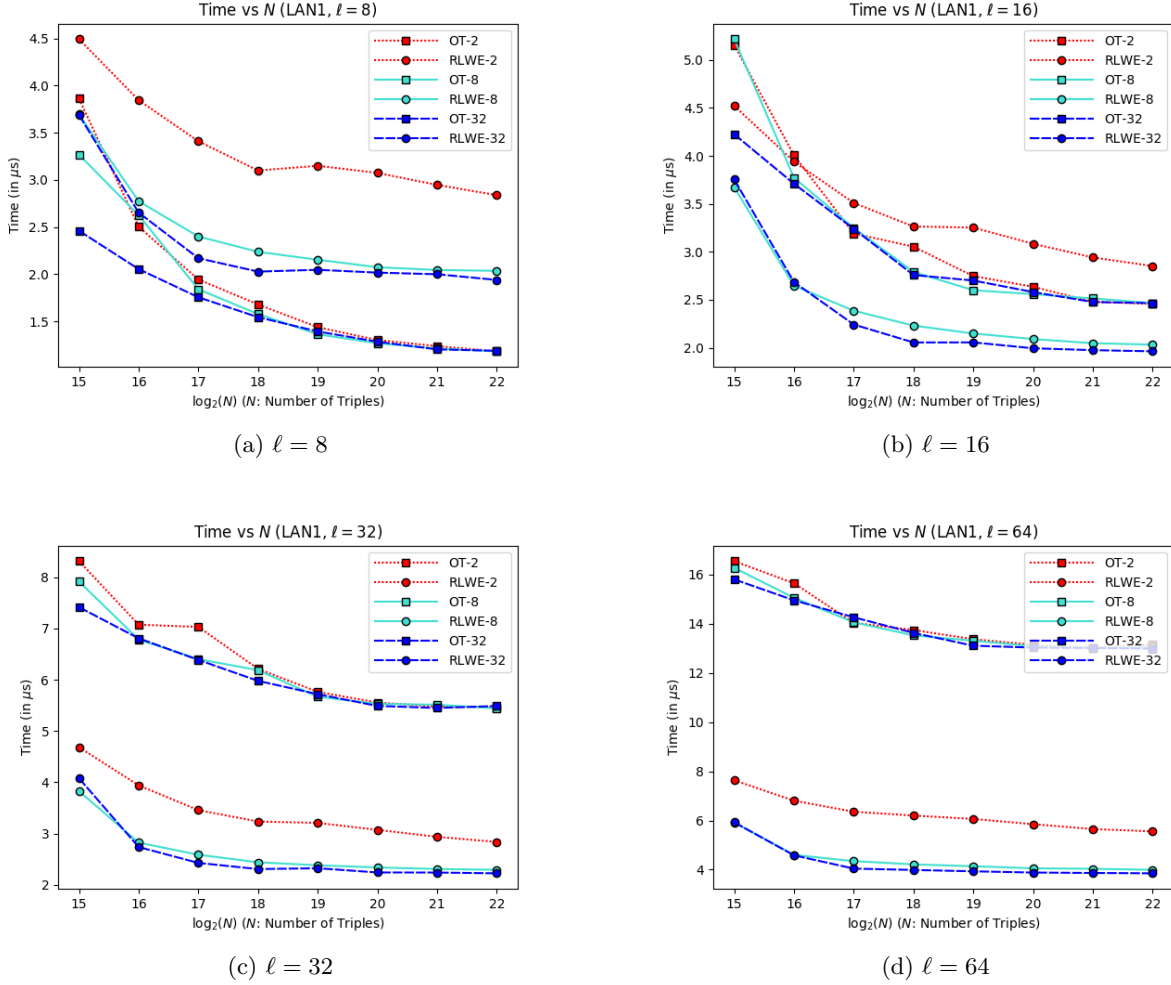 Time vs N (LAN1, ℓ = 8)
4.5
4.0
3.5
3.0
2.5
2.0
1.5
Time (in μs)
OT-2
RLWE-2
OT-8
RLWE-8
OT-32
RLWE-32
15 16 17 18 19 20 21 22
log₂(N) (N: Number of Triples)
(a) ℓ = 8
Time vs N (LAN1, ℓ = 16)
5.0
4.5
4.0
3.5
3.0
2.5
2.0
Time (in μs)
OT-2
RLWE-2
OT-8
RLWE-8
OT-32
RLWE-32
15 16 17 18 19 20 21 22
log₂(N) (N: Number of Triples)
(b) ℓ = 16
Time vs N (LAN1, ℓ = 32)
8
7
6
5
4
3
2
Time (in μs)
OT-2
RLWE-2
OT-8
RLWE-8
OT-32
RLWE-32
15 16 17 18 19 20 21 22
log₂(N) (N: Number of Triples)
(c) ℓ = 32
Time vs N (LAN1, ℓ = 64)
16
14
12
10
8
6
4
Time (in μs)
OT-2
RLWE-2
OT-8
RLWE-8
OT-32
RLWE-32
15 16 17 18 19 20 21 22
log₂(N) (N: Number of Triples)
(d) ℓ = 64